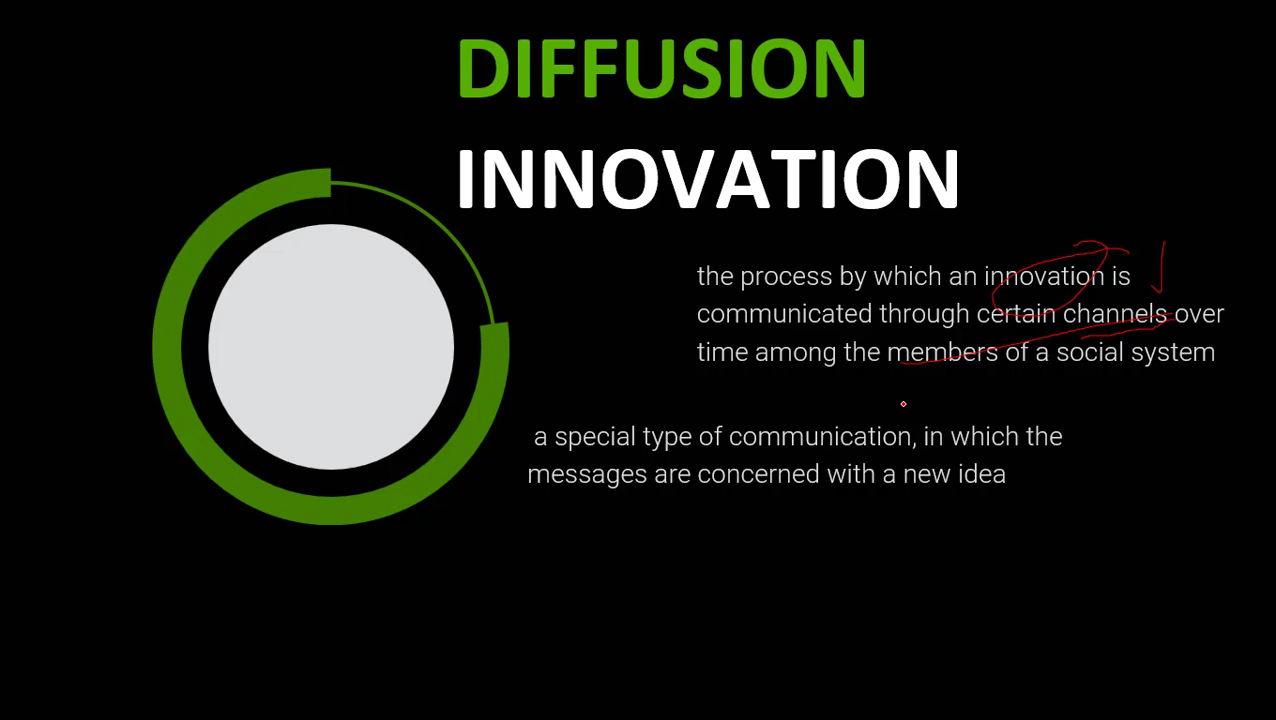 DIFFUSION
INNOVATION
the process by which an innovation is
communicated through certain channels over
time among the members of a social system
a special type of communication, in which the
messages are concerned with a new idea